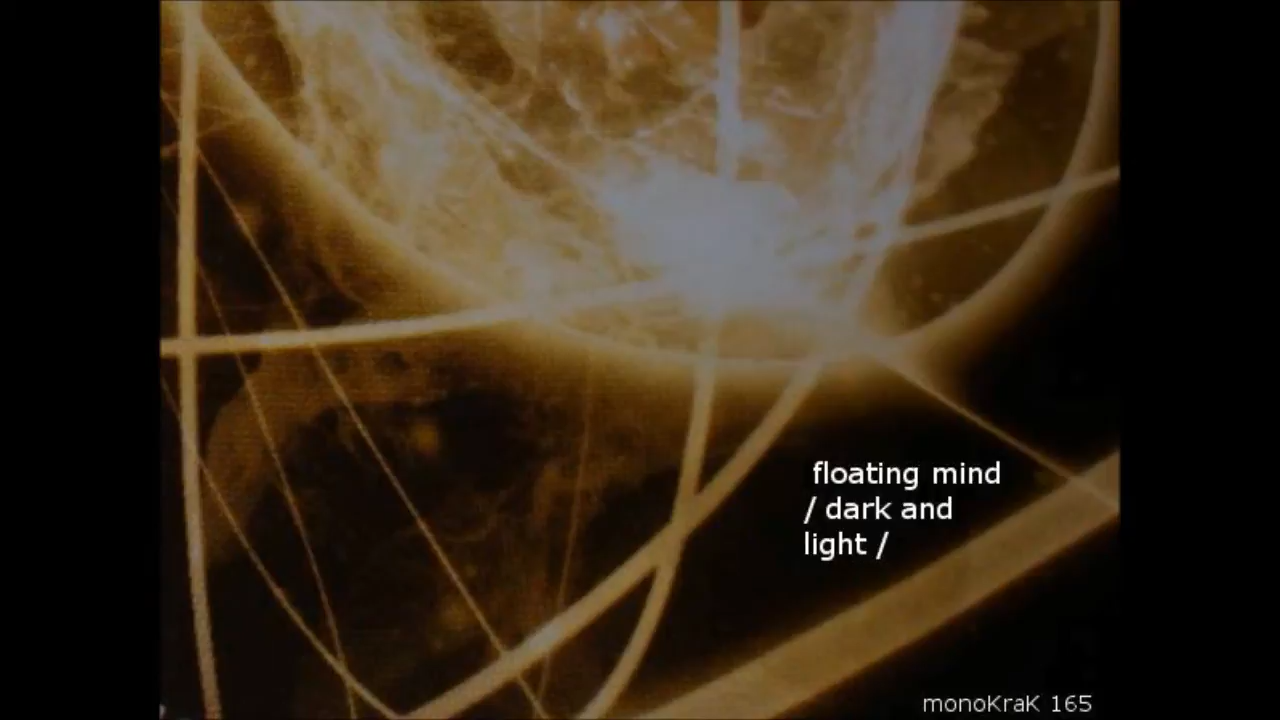 floating mind
/ dark and
light /
monoKraK 165